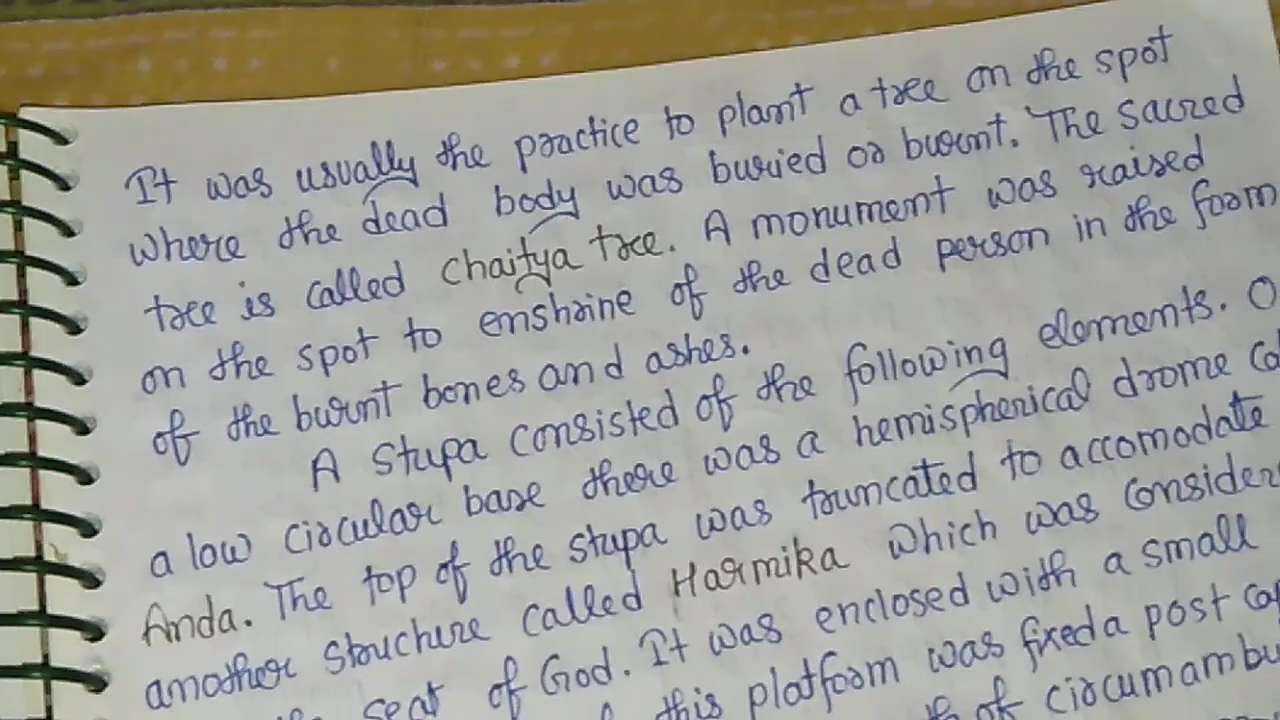 It was usually the practice to plant a tree on the spot
where the dead body was buried or burnt. The sacred
tree is called Chaitya tree. A monument was raised
on the spot to enshrine of the dead person in the form
of the burnt bones and ashes.
A stupa consisted of the following elements.
a low circular base there was a hemispherical drome
Anda. The top of the stupa was truncated to accomodate
another structure called Harmika which was
seat of God. It was enclosed with a small
this platform was fixed a post
of